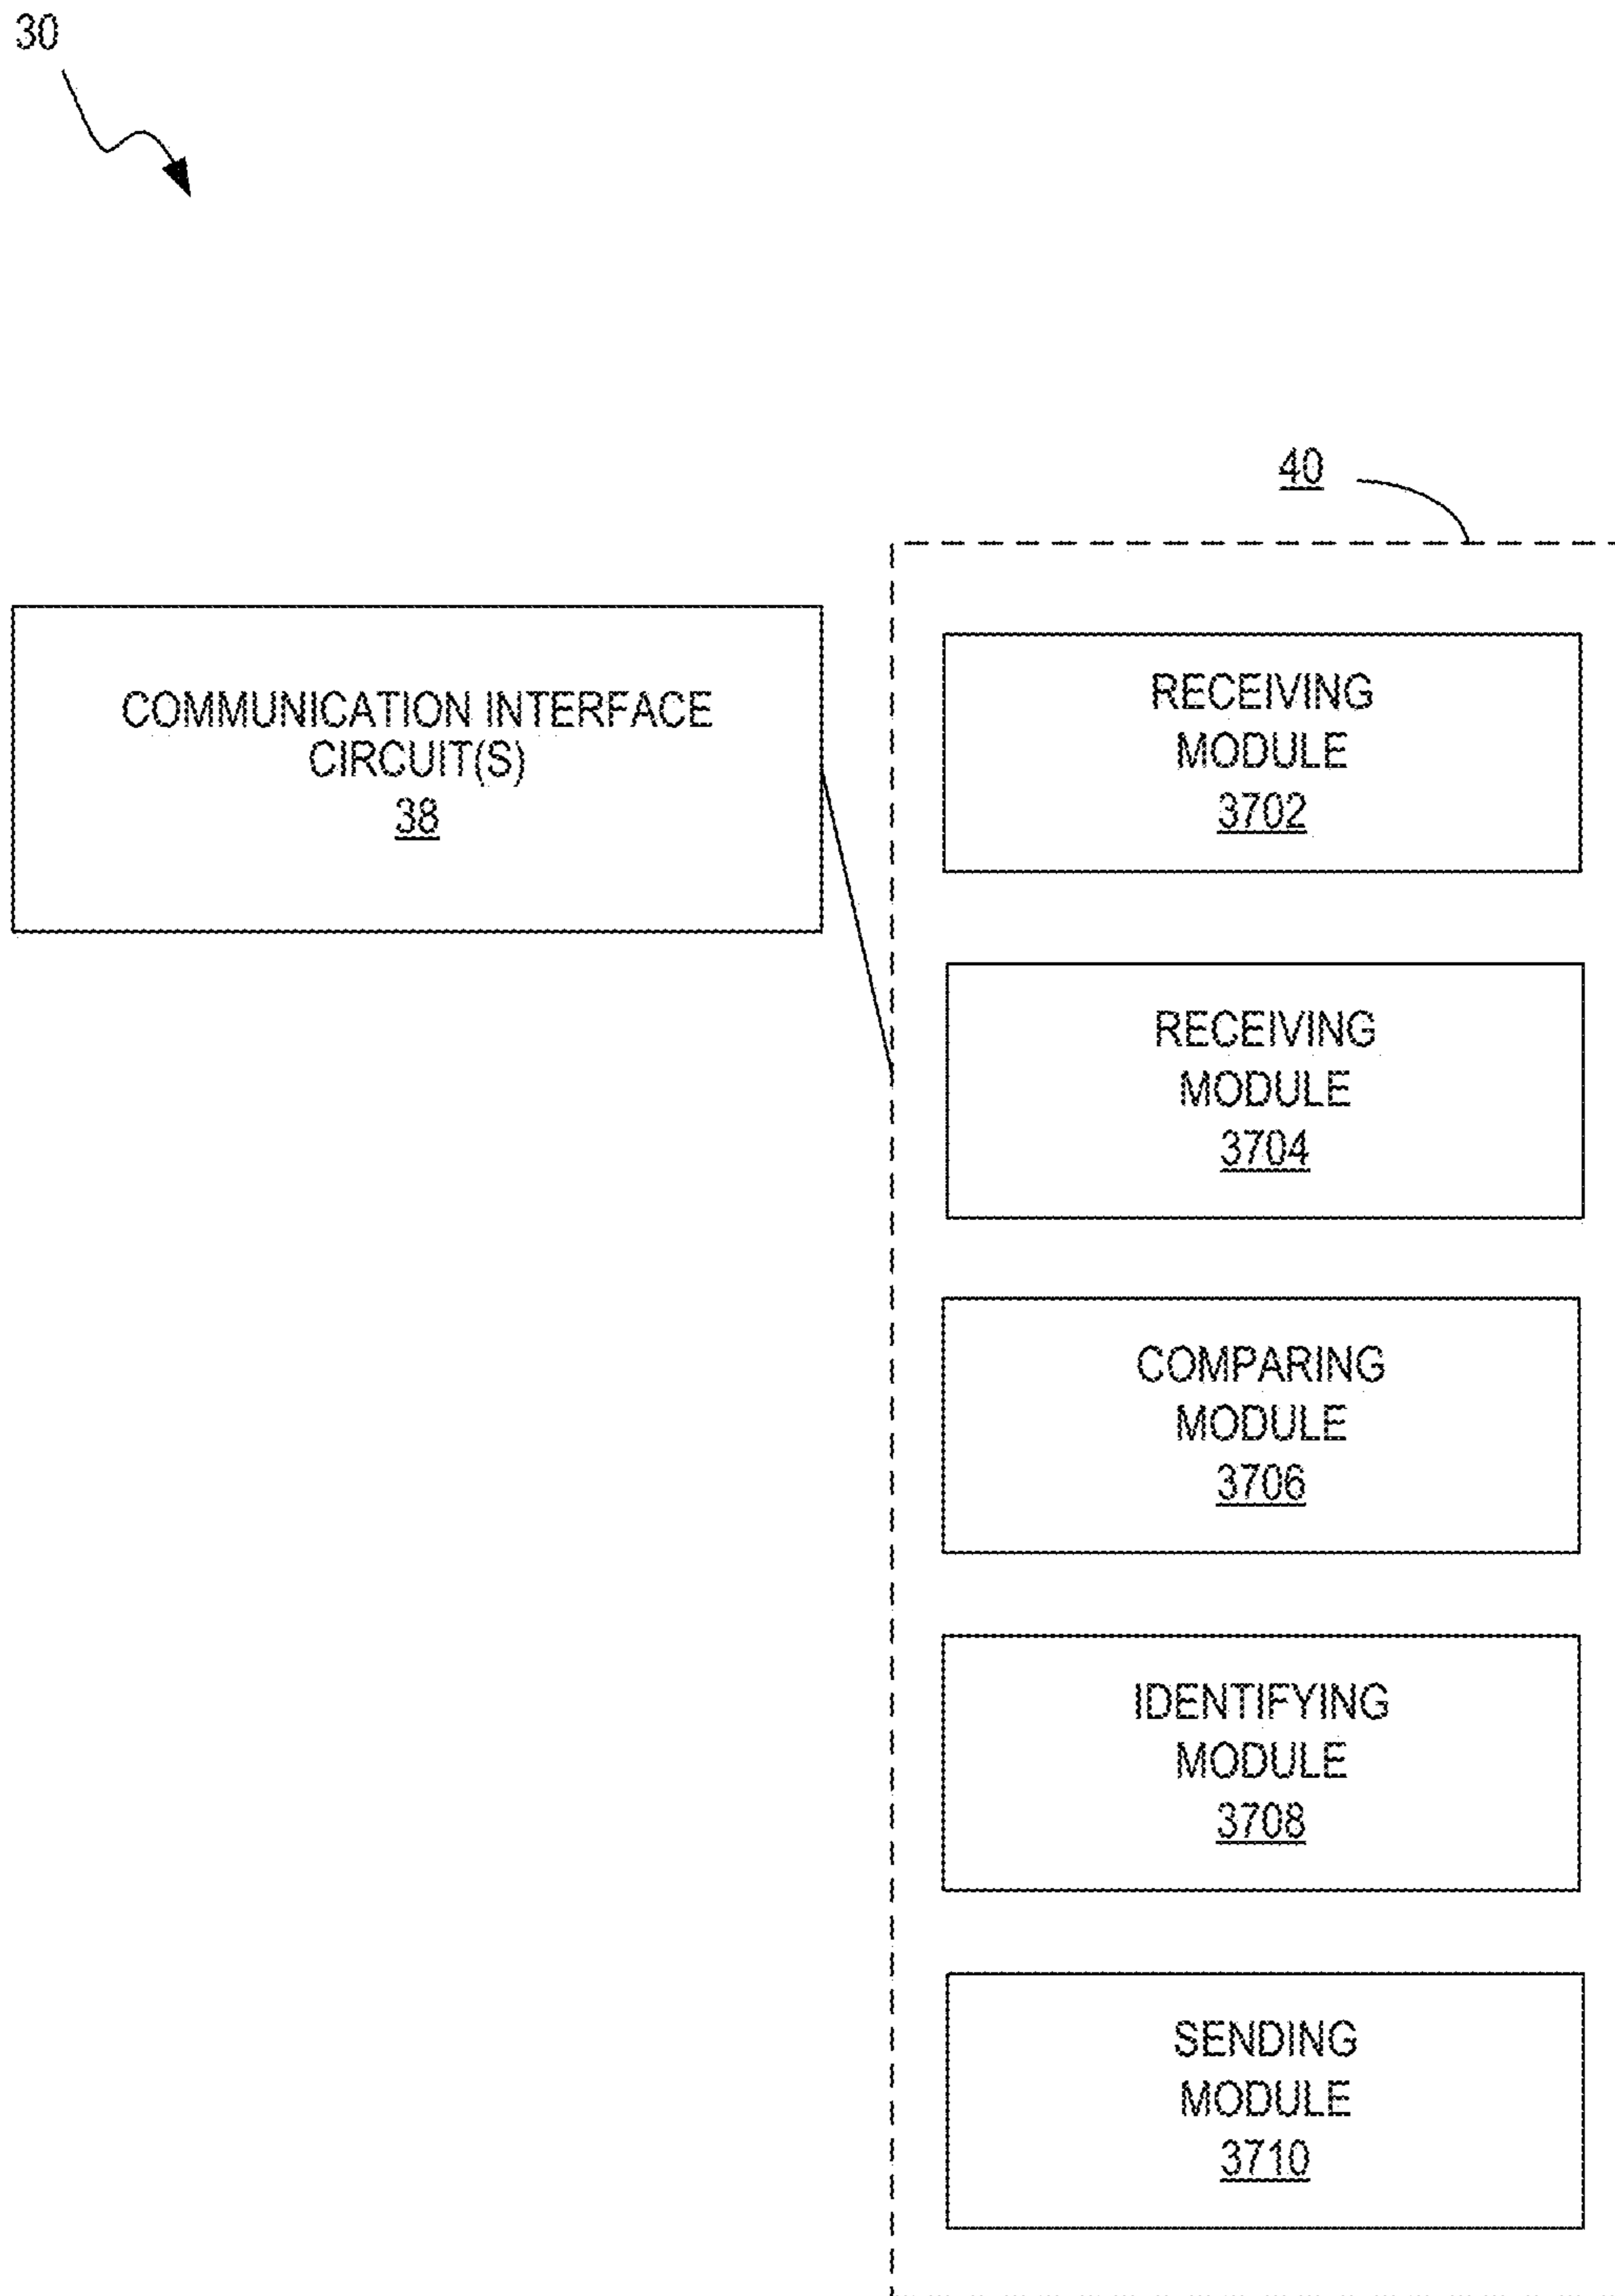 30
40
COMMUNICATION INTERFACE
CIRCUIT(S)
38
RECEIVING
MODULE
3702
RECEIVING
MODULE
3704
COMPARING
MODULE
3706
IDENTIFYING
MODULE
3708
SENDING
MODULE
3710